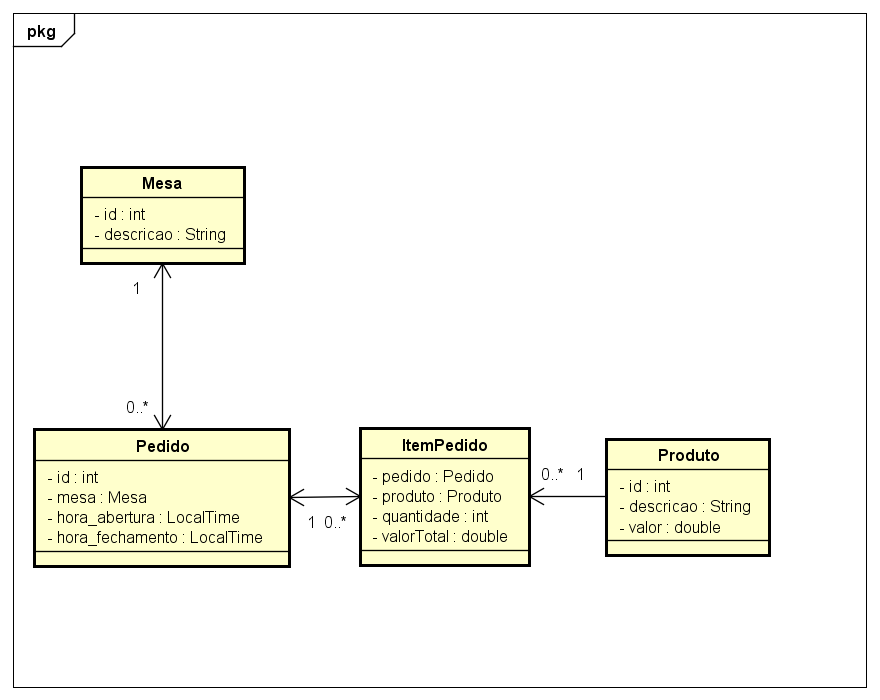 pkg
Mesa
- id : int
- descricao : String
1
0..*
Pedido
- id : int
- mesa : Mesa
- hora_abertura : LocalTime
- hora_fechamento : LocalTime
1 0..*
ItemPedido
- pedido : Pedido
- produto : Produto
- quantidade : int
- valorTotal : double
0..* 1
Produto
- id : int
- descricao : String
- valor : double